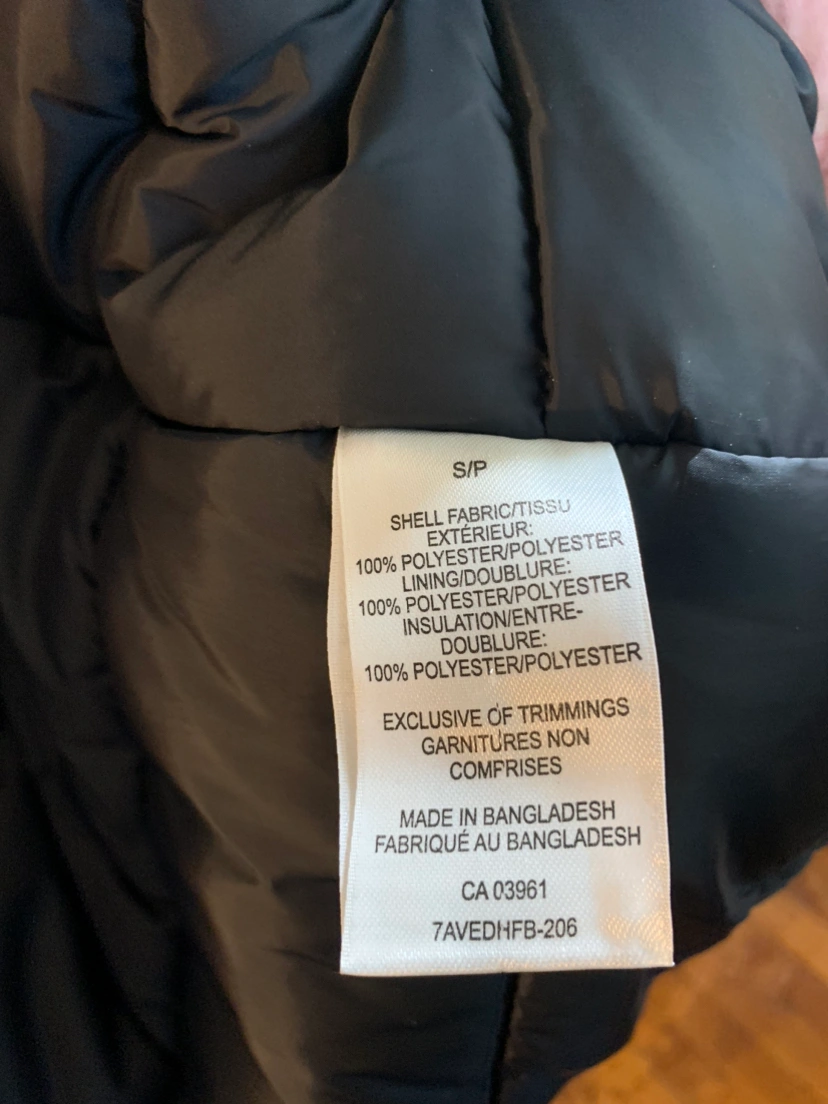 S/P
SHELL FABRIC/TISSU
EXTÉRIEUR:
100% POLYESTER/POLYESTER
LINING/DOUBLURE:
100% POLYESTER/POLYESTER
INSULATION/ENTRE-
DOUBLURE:
100% POLYESTER/POLYESTER
EXCLUSIVE OF TRIMMINGS
GARNITURES NON
COMPRISES
MADE IN BANGLADESH
FABRIQUÉ AU BANGLADESH
CA 03961
7AVEDHFB-206